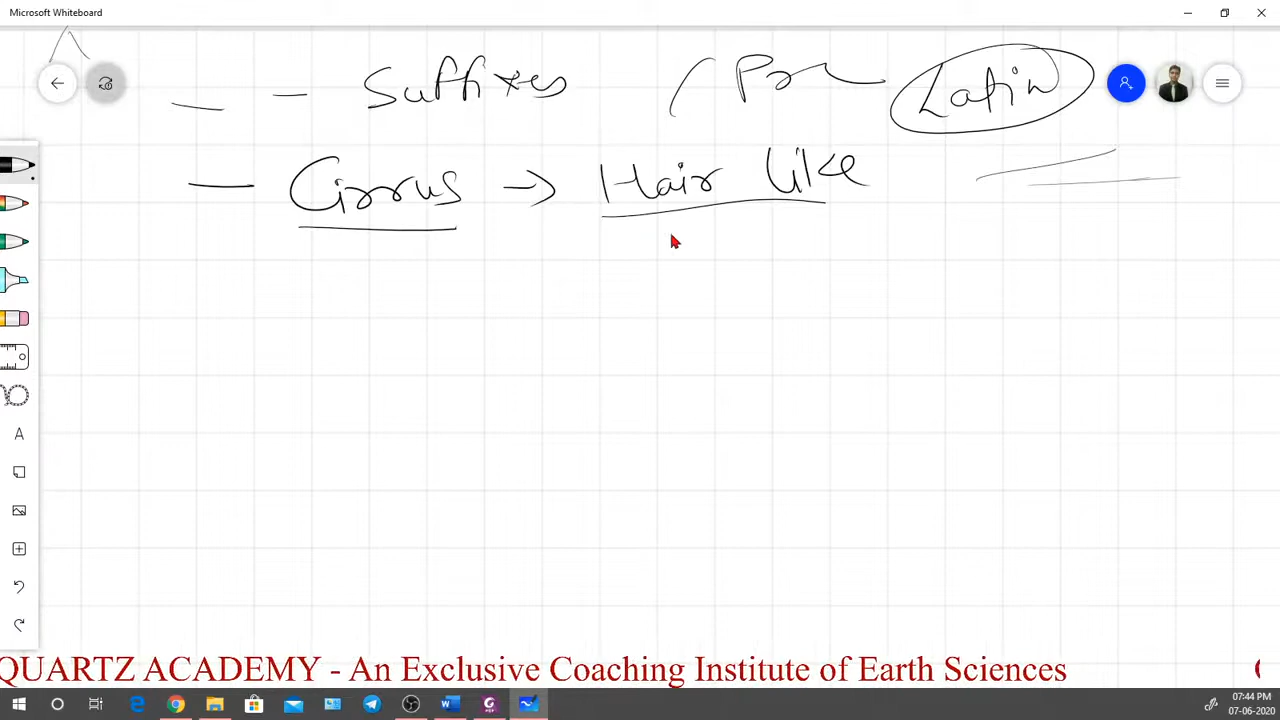 Microsoft Whiteboard
— - Suffixes ( Latin
— Cirrus → Hair like
A
QUARTZ ACADEMY - An Exclusive Coaching Institute of Earth Sciences
07:44 PM
07-06-2020